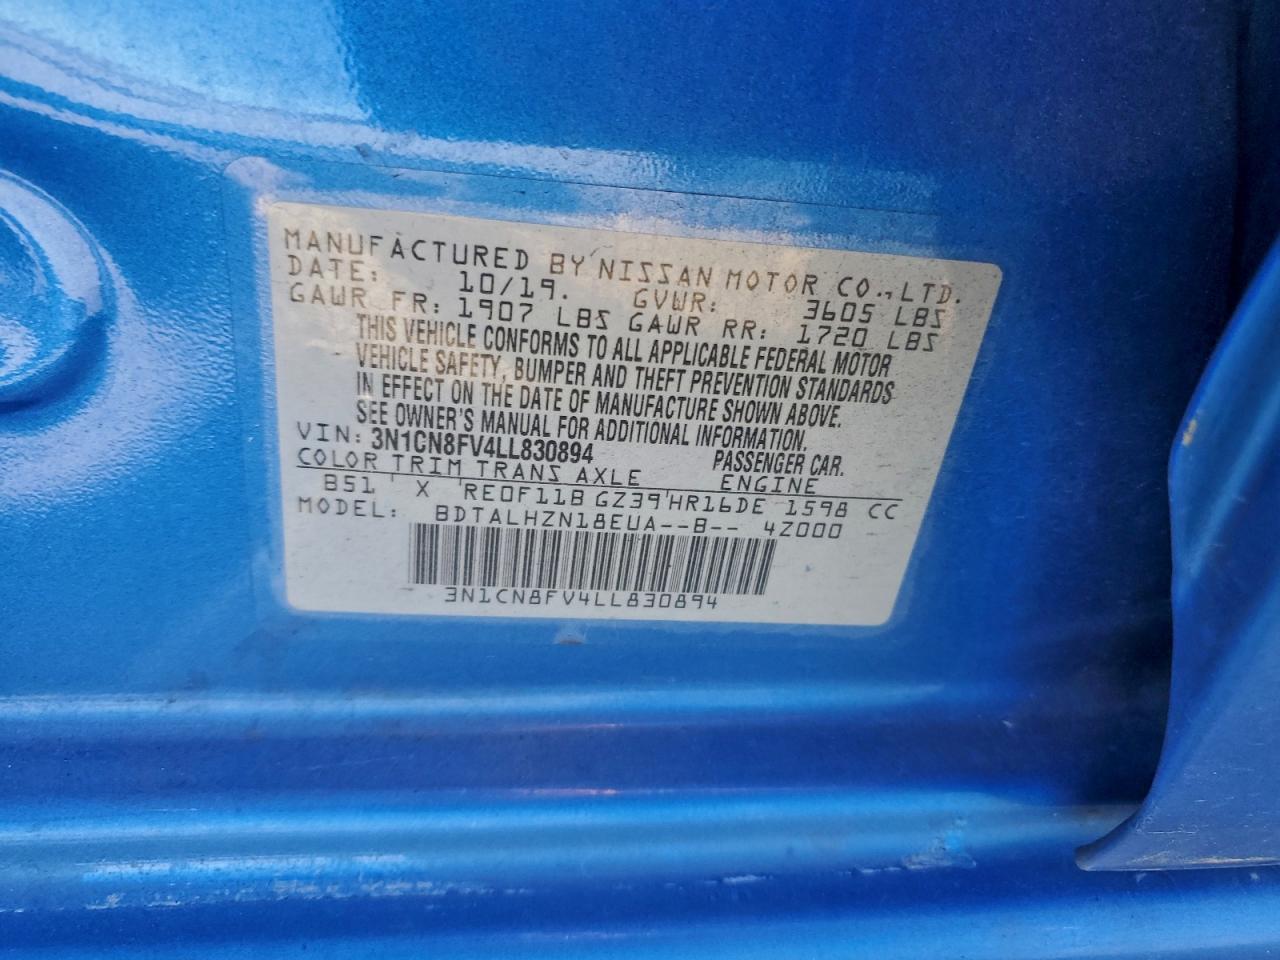 MANUFACTURED BY NISSAN MOTOR CO.,LTD.
DATE: 10/19. GVWR: 3605 LBS
GAWR FR: 1907 LBS GAWR RR: 1720 LBS
THIS VEHICLE CONFORMS TO ALL APPLICABLE FEDERAL MOTOR
VEHICLE SAFETY, BUMPER AND THEFT PREVENTION STANDARDS
IN EFFECT ON THE DATE OF MANUFACTURE SHOWN ABOVE.
SEE OWNER'S MANUAL FOR ADDITIONAL INFORMATION.
VIN: 3N1CN8FV4LL830894 PASSENGER CAR.
COLOR TRIM TRANS AXLE ENGINE
B51 X RE0F11B GZ39 HR16DE 1598 CC
MODEL: BDTALHZN18EUA--B-- 4Z000
3N1CN8FV4LL830894